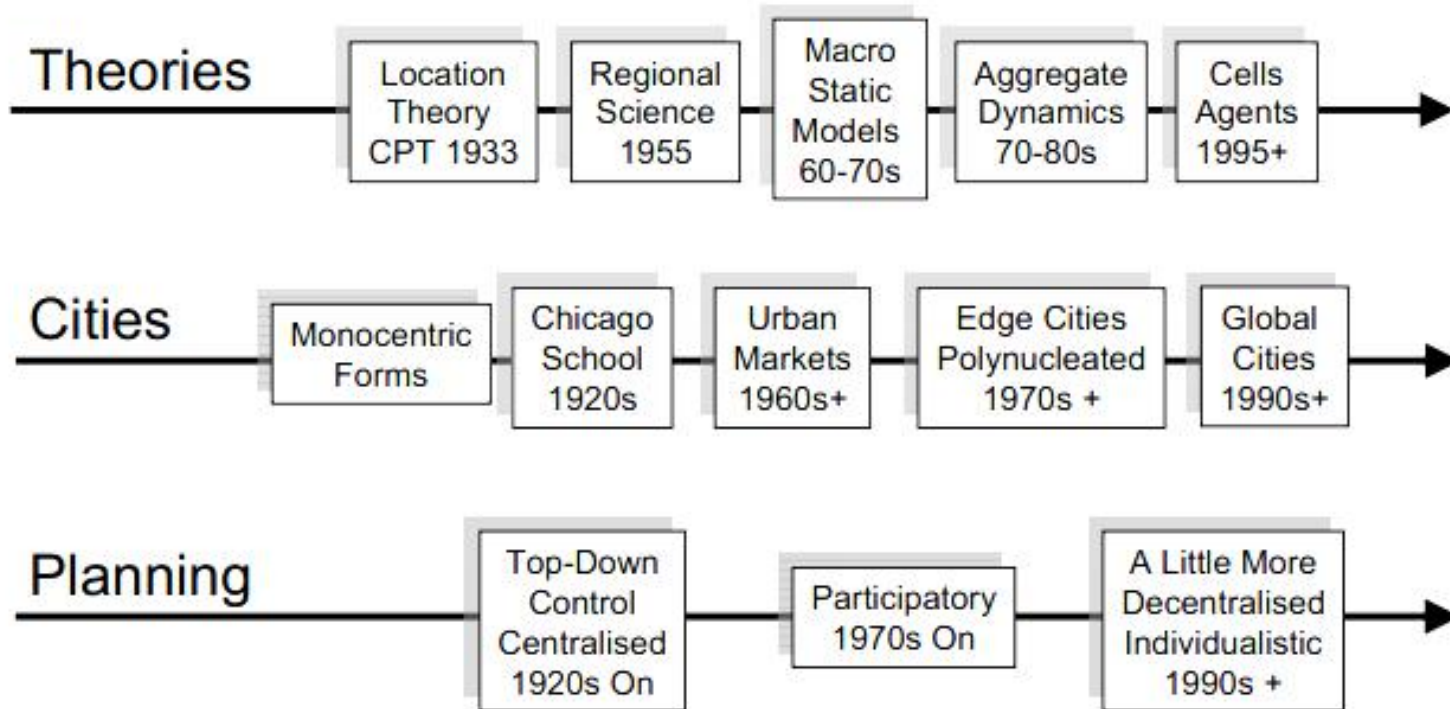 Theories
Location
Theory
CPT 1933
Regional
Science
1955
Macro
Static
Models
60-70s
Aggregate
Dynamics
70-80s
Cells
Agents
1995+
Cities
Monocentric
Forms
Chicago
School
1920s
Urban
Markets
1960s+
Edge Cities
Polynucleated
1970s +
Global
Cities
1990s+
Planning
Top-Down
Control
Centralised
1920s On
Participatory
1970s On
A Little More
Decentralised
Individualistic
1990s +